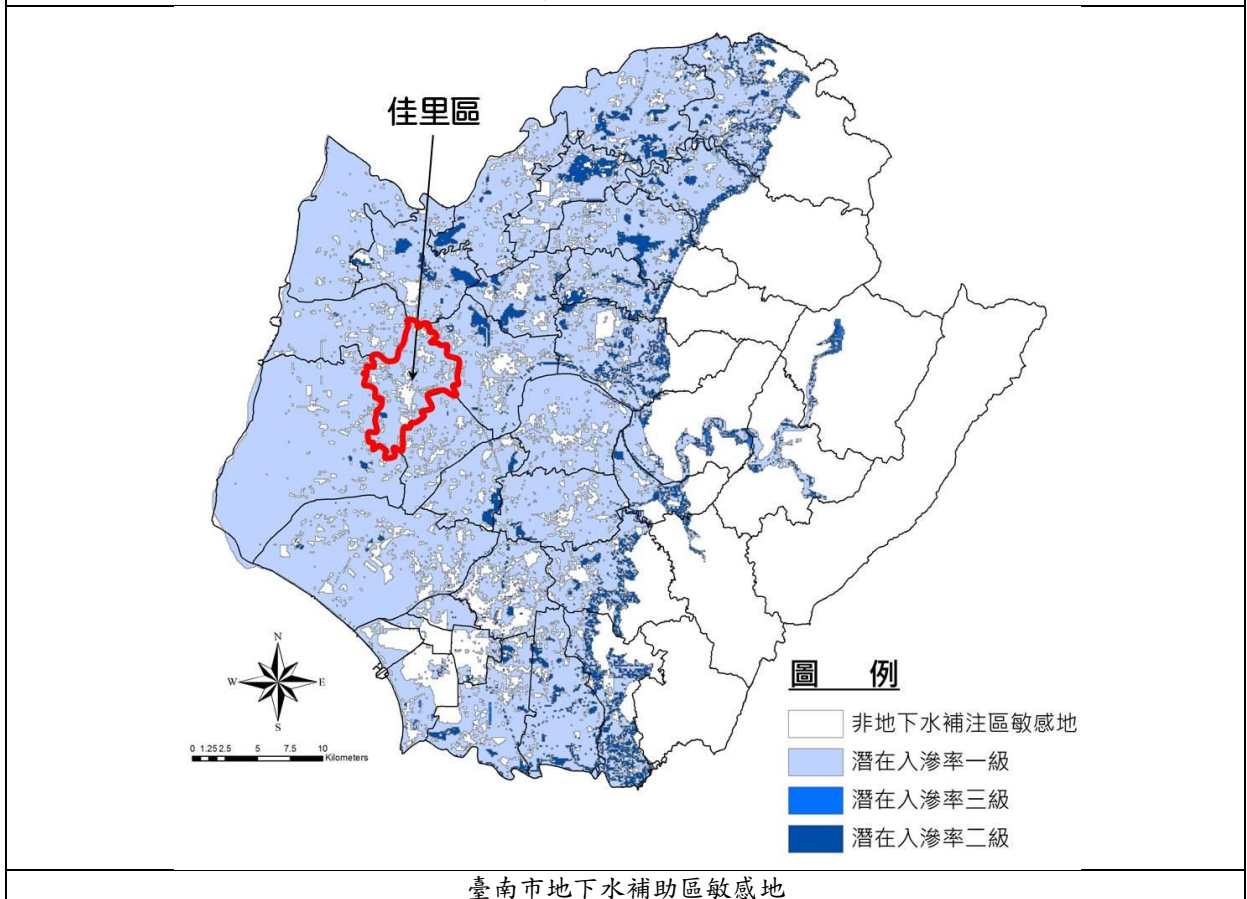 佳里區
N
W
E
S
0 1.252.5 5 7.5 10
Kilometers
圖 例
非地下水補注區敏感地
潛在入滲率一級
潛在入滲率三級
潛在入滲率二級
臺南市地下水補助區敏感地